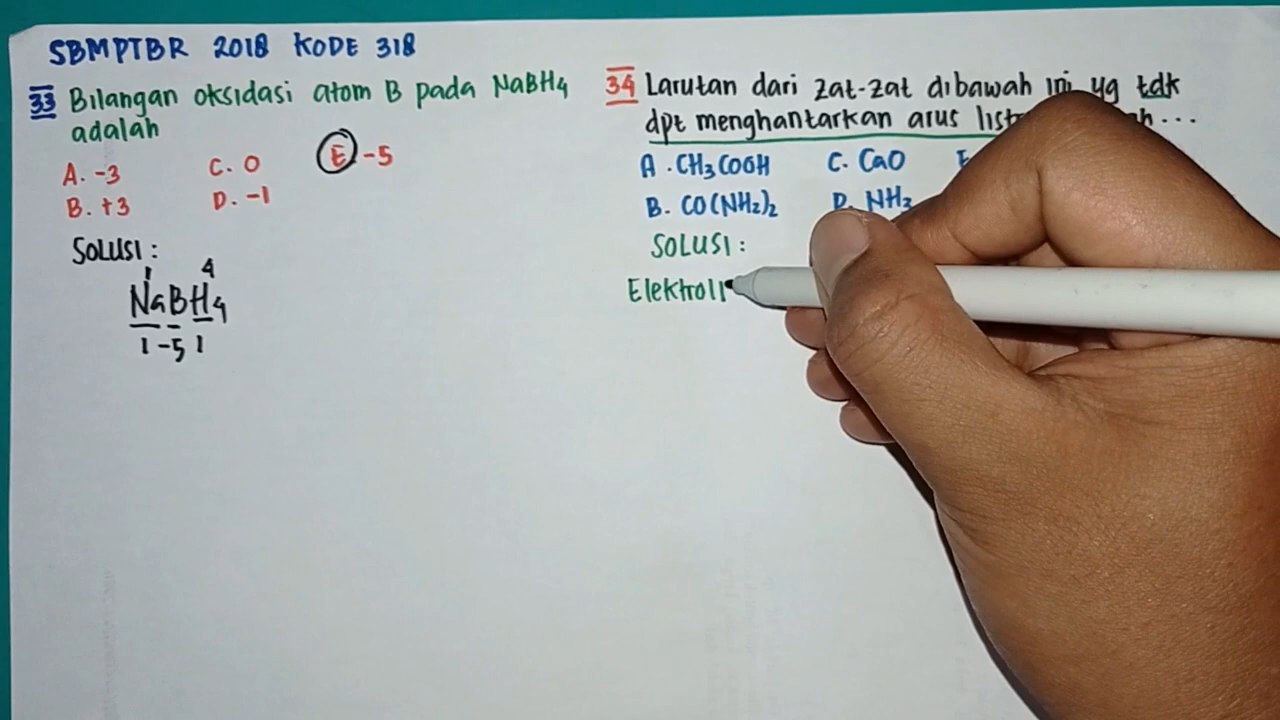 SBMPTBR 2018 KODE 318
33 Bilangan oksidasi atom B pada NaBH4
adalah
A. -3 C. 0 E -5
B. +3 D. -1
SOLUSI :
1 4
NaBH4
1 -5 1
34 Larutan dari zat-zat dibawah ini yg tdk
dpt menghantarkan arus ...
A. CH3COOH C. CaO
B. CO(NH2)2 D. NH3
SOLUSI :